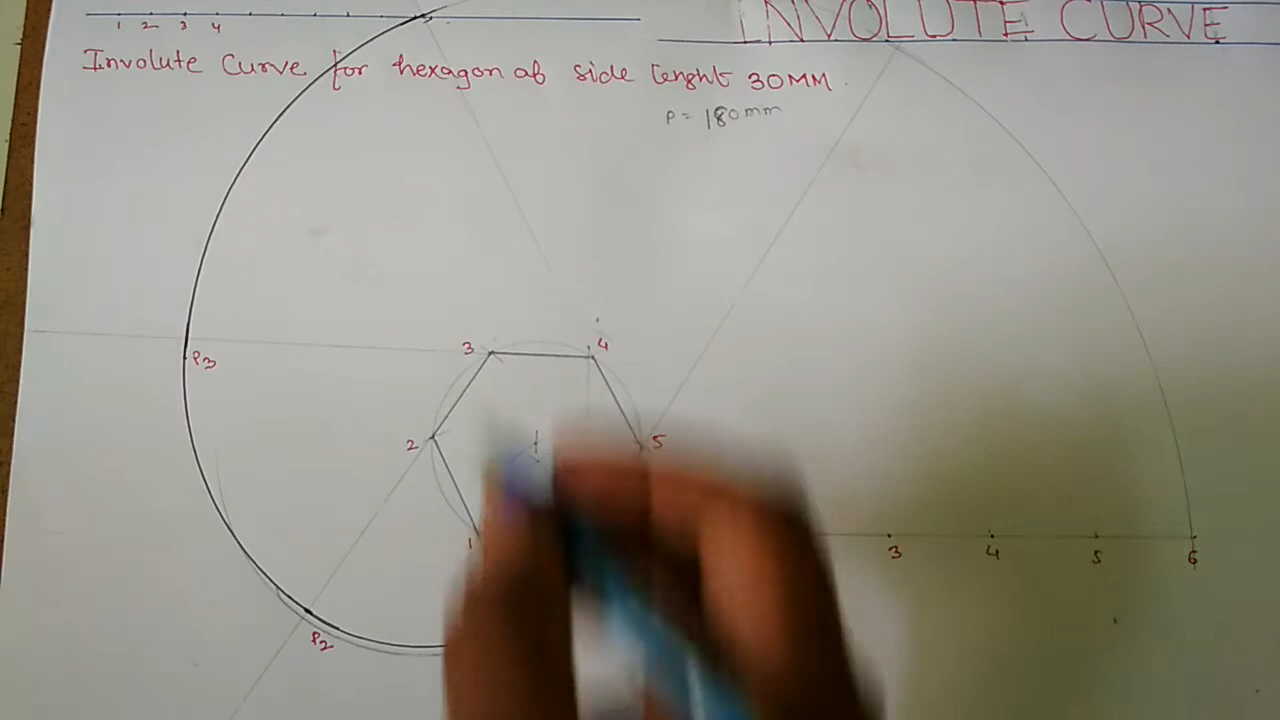 INVOLUTE CURVE
1 2 3 4
Involute Curve for hexagon of side lenght 30MM.
P = 180mm
3 4
P3
2 5
1
3 4 5 6
P2